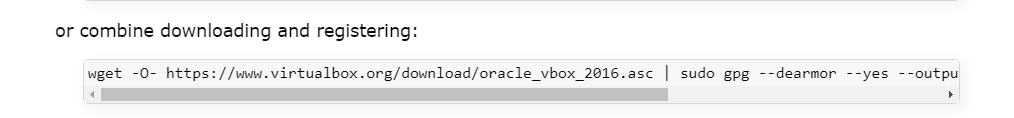 or combine downloading and registering:
wget -O- https://www.virtualbox.org/download/oracle_vbox_2016.asc | sudo gpg --dearmor --yes --outpu